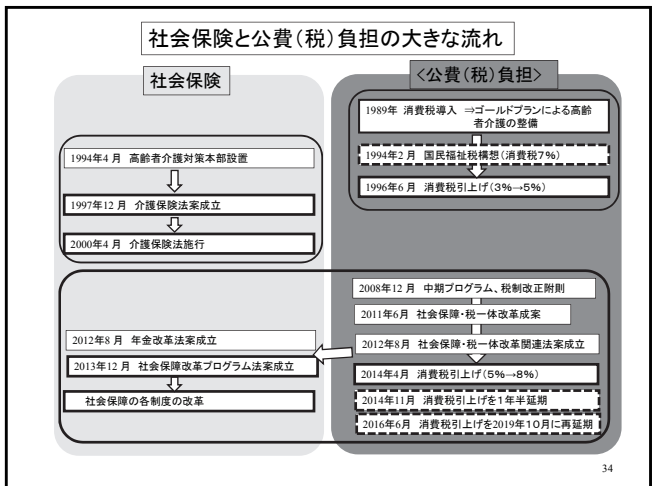 社会保険と公費（税）負担の大きな流れ
社会保険
1994年4月 高齢者介護対策本部設置
1997年12月 介護保険法案成立
2000年4月 介護保険法施行
2012年8月 年金改革法案成立
2013年12月 社会保障改革プログラム法案成立
社会保障の各制度の改革
＜公費（税）負担＞
1989年 消費税導入 ⇒ゴールドプランによる高齢
者介護の整備
1994年2月 国民福祉税構想（消費税7％）
1996年6月 消費税引上げ（3％→5％）
2008年12月 中期プログラム、税制改正附則
2011年6月 社会保障・税一体改革成案
2012年8月 社会保障・税一体改革関連法案成立
2014年4月 消費税引上げ（5％→8％）
2014年11月 消費税引上げを1年半延期
2016年6月 消費税引上げを2019年10月に再延期
34